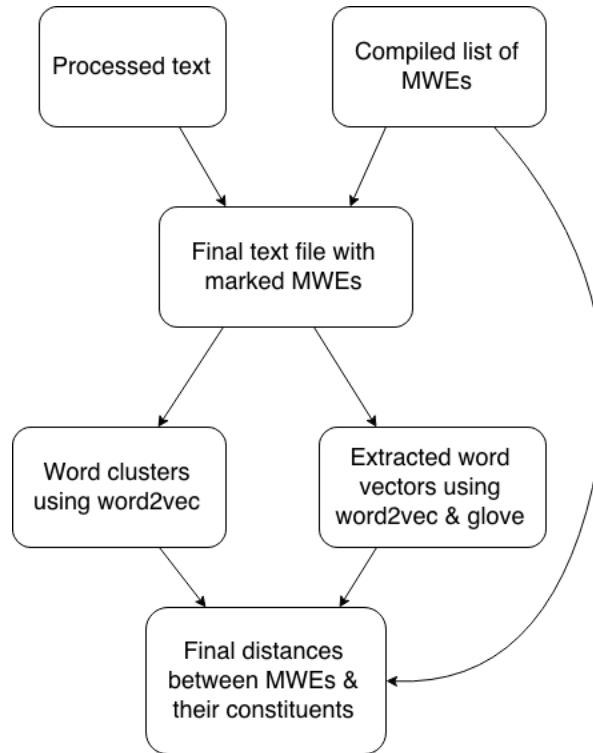 Processed text
Compiled list of
MWEs
Final text file with
marked MWEs
Word clusters
using word2vec
Extracted word
vectors using
word2vec & glove
Final distances
between MWEs &
their constituents